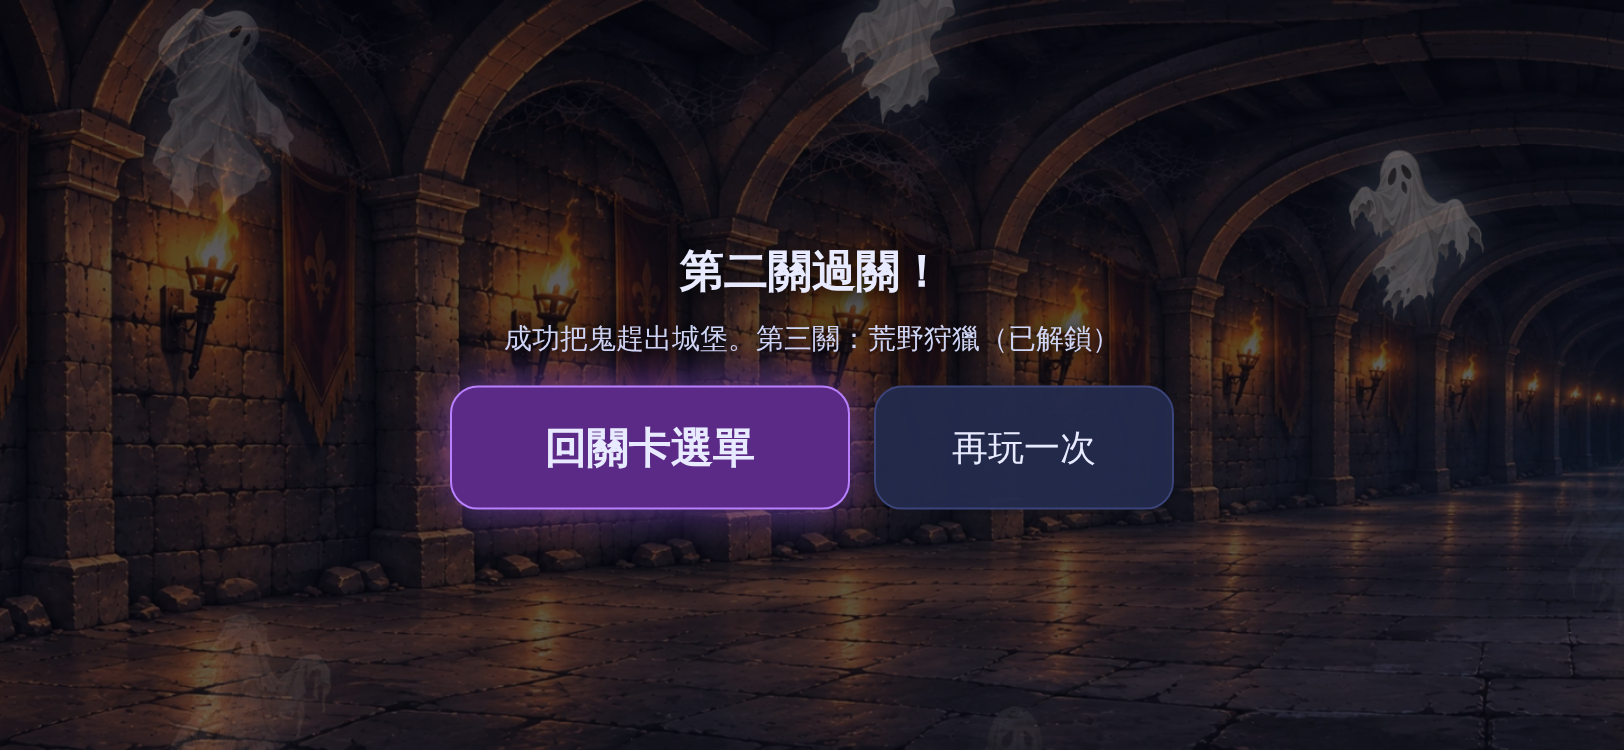 第二關過關！
成功把鬼趕出城堡。第三關：荒野狩獵（已解鎖）
回關卡選單
再玩一次